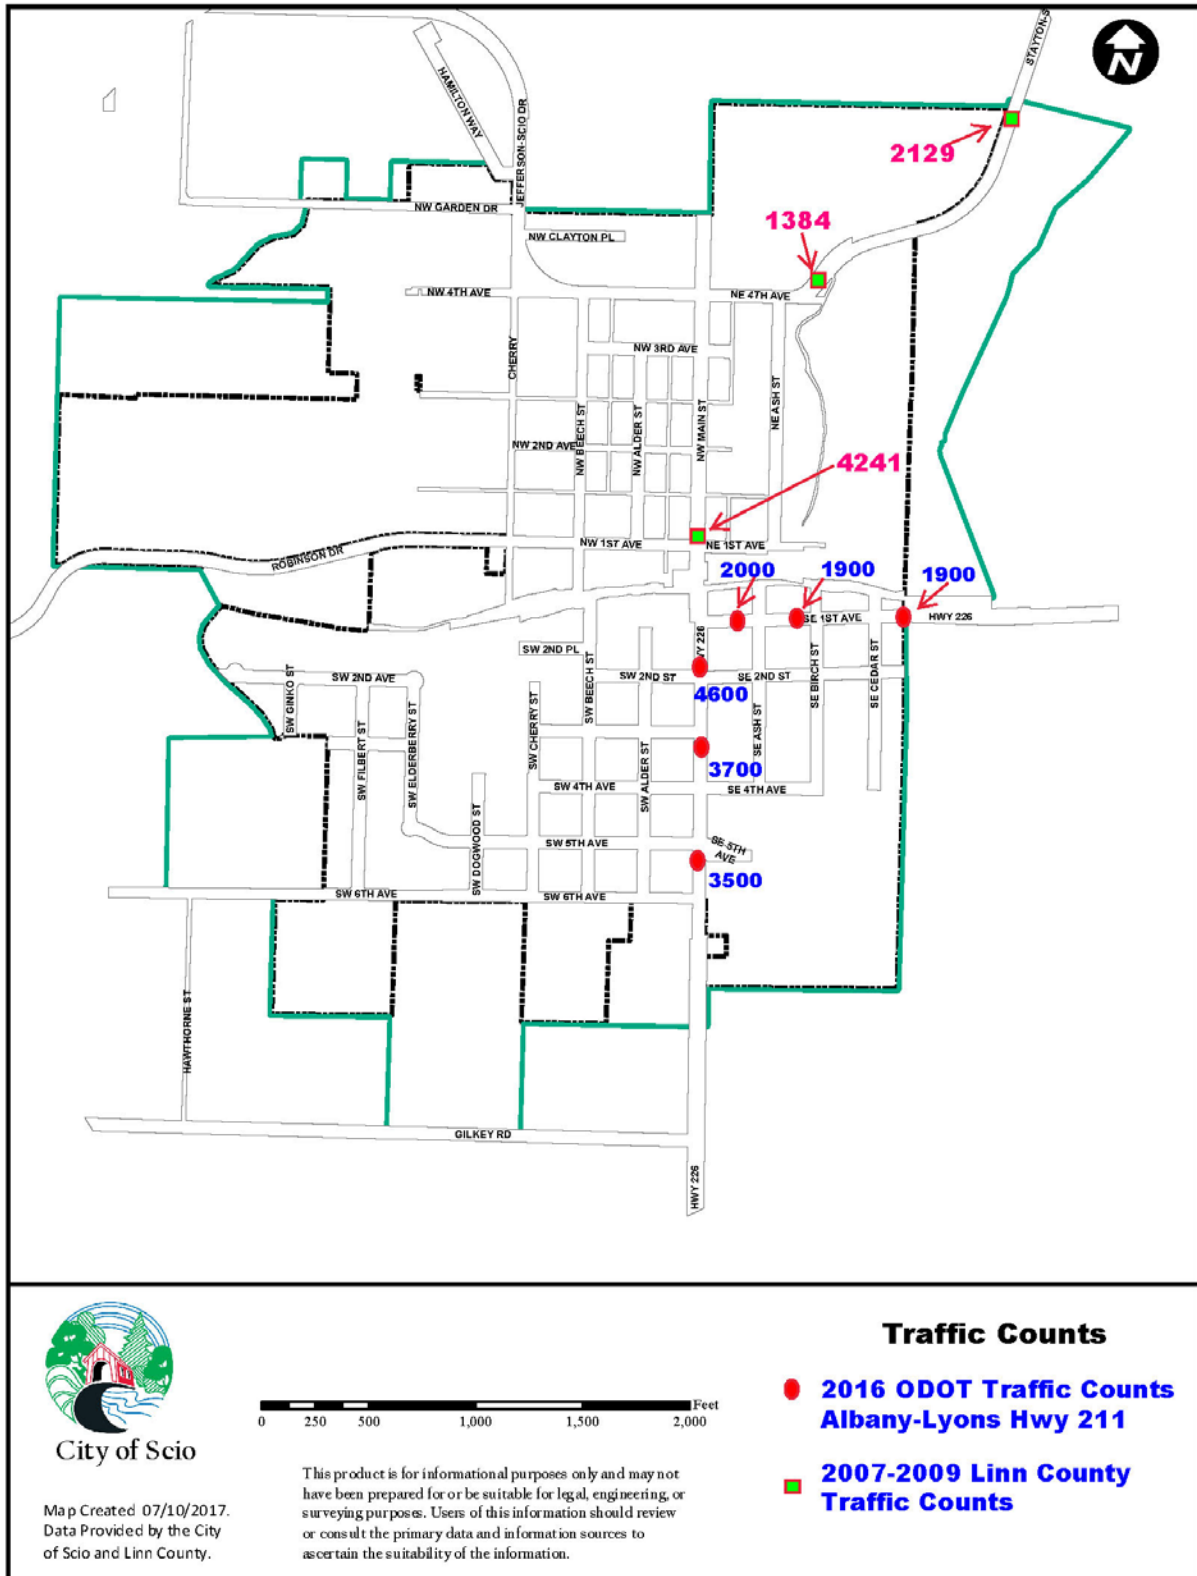 N
STAYTON-S
HAMILTON WAY
JEFFERSON-SCIO DR
2129
NW GARDEN DR
1384
NW CLAYTON PL
NW 4TH AVE
NE 4TH AVE
CHERRY
NW 3RD AVE
NW BEECH ST
NW ALDER ST
NW MAIN ST
NE ASH ST
NW 2ND AVE
4241
NW 1ST AVE
NE 1ST AVE
ROBINSON DR
2000
1900
1900
SE 1ST AVE
HWY 226
WY 226
SW 2ND PL
SW 2ND AVE
SW 2ND ST
SE 2ND ST
SW GINKO ST
SW BEECH ST
SE BIRCH ST
SE CEDAR ST
4600
SW FILBERT ST
SW ELDERBERRY ST
SW CHERRY ST
SW ALDER ST
SE ASH ST
3700
SW 4TH AVE
SE 4TH AVE
SW DOGWOOD ST
SW 5TH AVE
SE 5TH
AVE
3500
SW 6TH AVE
SW 6TH AVE
HAWTHORNE ST
GILKEY RD
HWY 226
City of Scio
Map Created 07/10/2017.
Data Provided by the City
of Scio and Linn County.
Feet
0 250 500 1,000 1,500 2,000
This product is for informational purposes only and may not
have been prepared for or be suitable for legal, engineering, or
surveying purposes. Users of this information should review
or consult the primary data and information sources to
ascertain the suitability of the information.
Traffic Counts
2016 ODOT Traffic Counts
Albany-Lyons Hwy 211
2007-2009 Linn County
Traffic Counts